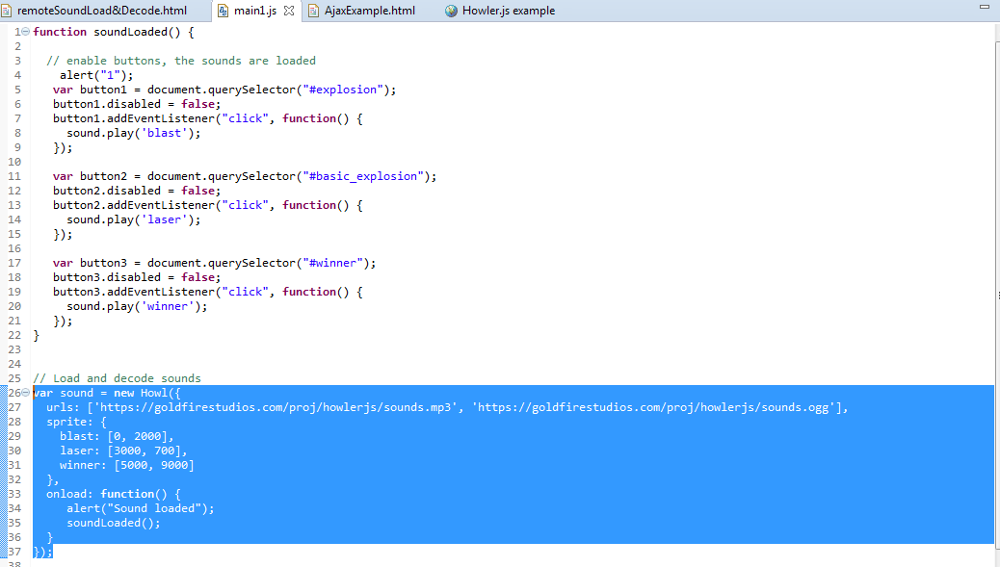 remoteSoundLoad&Decode.html main1.js AjaxExample.html Howler.js example
1 function soundLoaded() {
2
3 // enable buttons, the sounds are loaded
4 alert("1");
5 var button1 = document.querySelector("#explosion");
6 button1.disabled = false;
7 button1.addEventListener("click", function() {
8 sound.play('blast');
9 });
10
11 var button2 = document.querySelector("#basic_explosion");
12 button2.disabled = false;
13 button2.addEventListener("click", function() {
14 sound.play('laser');
15 });
16
17 var button3 = document.querySelector("#winner");
18 button3.disabled = false;
19 button3.addEventListener("click", function() {
20 sound.play('winner');
21 });
22 }
23
24
25 // Load and decode sounds
26 var sound = new Howl({
27 urls: ['https://goldfirestudios.com/proj/howlerjs/sounds.mp3', 'https://goldfirestudios.com/proj/howlerjs/sounds.ogg'],
28 sprite: {
29 blast: [0, 2000],
30 laser: [3000, 700],
31 winner: [5000, 9000]
32 },
33 onload: function() {
34 alert("Sound loaded");
35 soundLoaded();
36 }
37 });
38